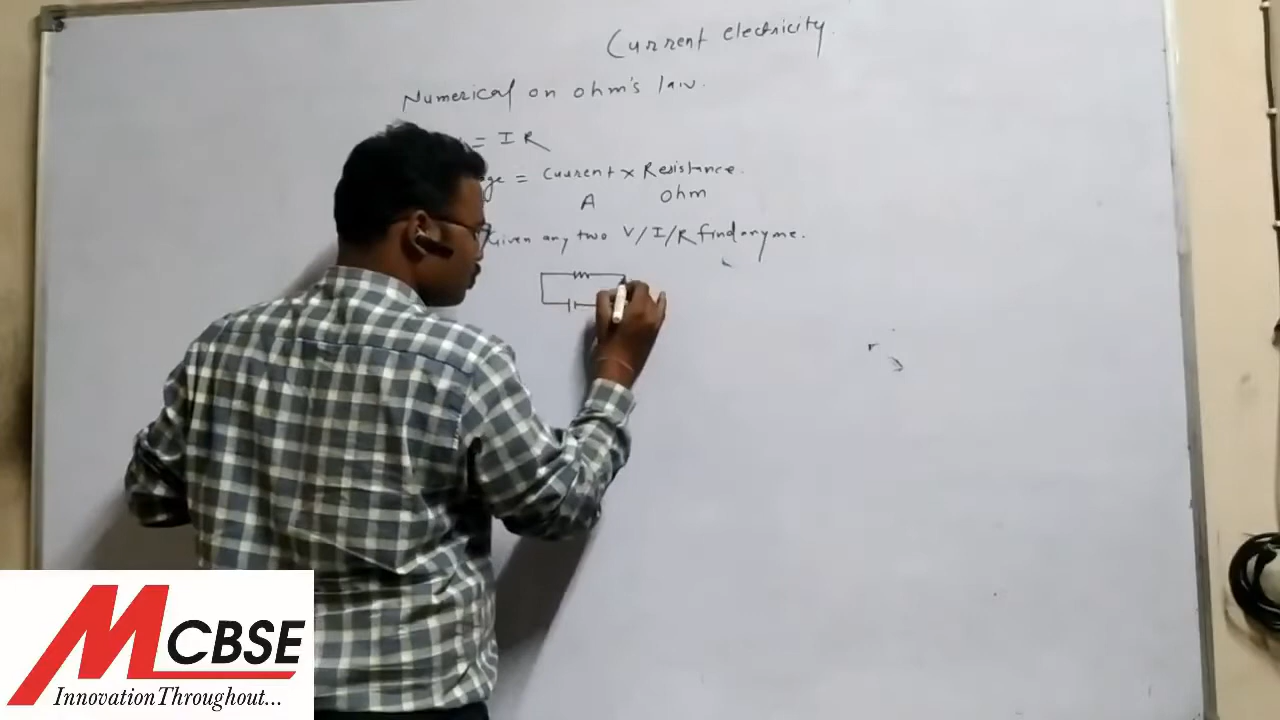 Current electricity.
Numerical on ohm's law.
= I R
= Current x Resistance.
A ohm
Given any two V/I/R find any one.
MCBSE
Innovation Throughout...